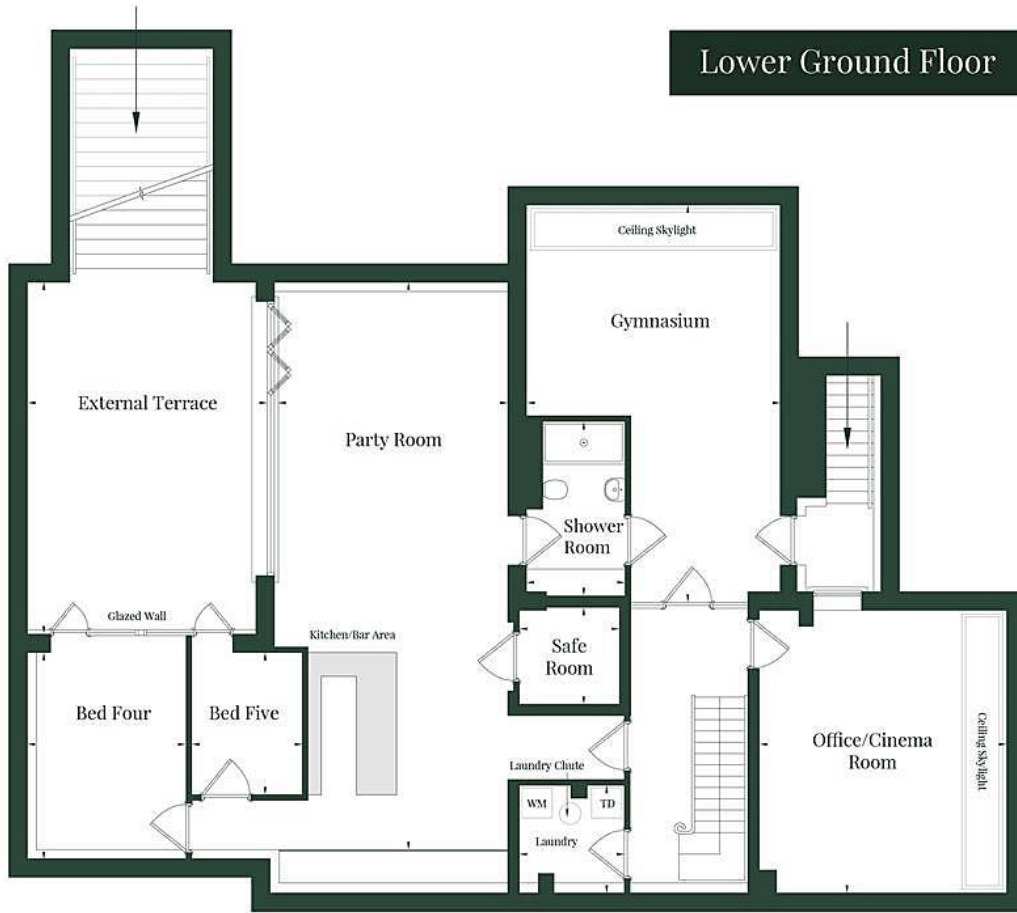 Lower Ground Floor
Ceiling Skylight
Gymnasium
External Terrace
Party Room
Shower
Room
Glazed Wall
Kitchen/Bar Area
Safe
Room
Bed Four
Bed Five
Office/Cinema
Room
Ceiling Skylight
Laundry Chute
WM
TD
Laundry